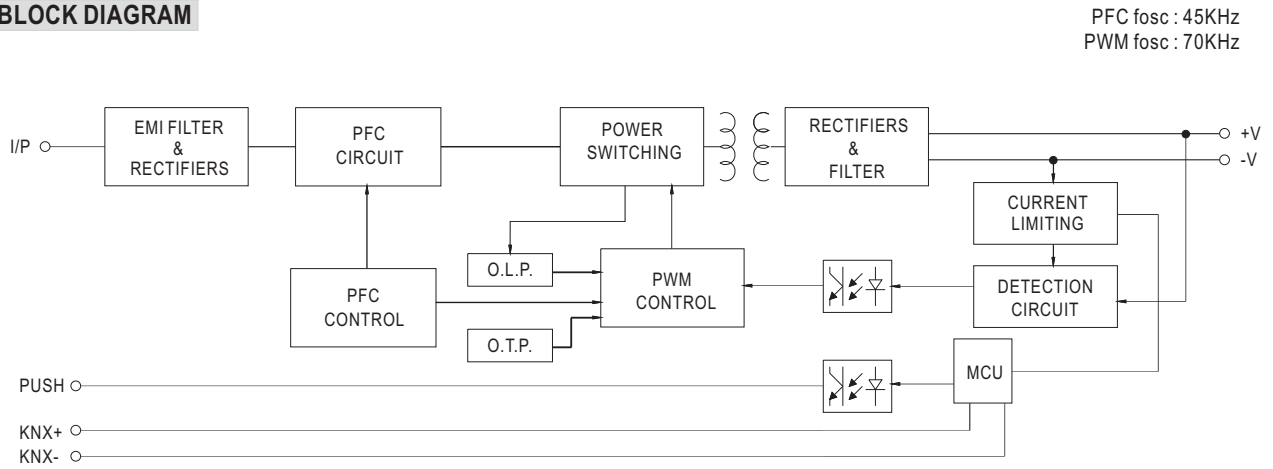 BLOCK DIAGRAM
PFC fosc : 45KHz
PWM fosc : 70KHz
I/P
EMI FILTER
&
RECTIFIERS
PFC
CIRCUIT
POWER
SWITCHING
RECTIFIERS
&
FILTER
+V
-V
CURRENT
LIMITING
O.L.P.
PFC
CONTROL
PWM
CONTROL
DETECTION
CIRCUIT
O.T.P.
MCU
PUSH
KNX+
KNX-